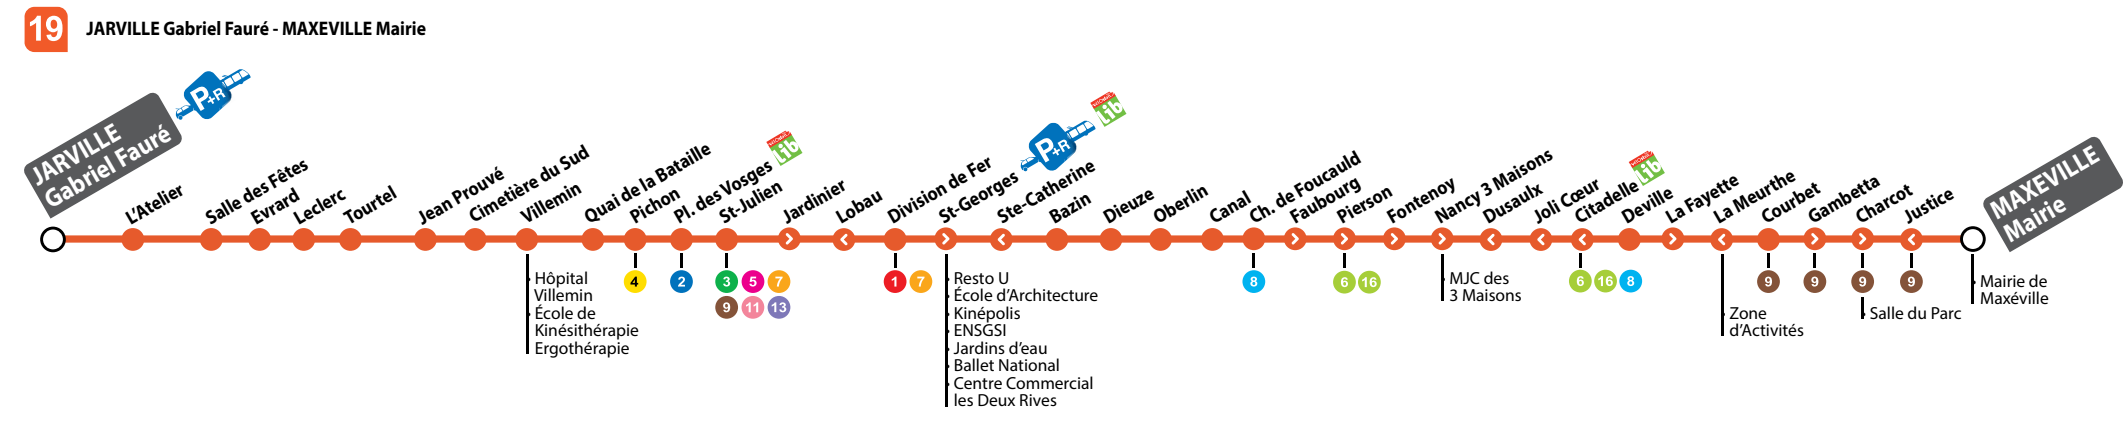 19
JARVILLE Gabriel Fauré - MAXEVILLE Mairie
JARVILLE
Gabriel Fauré
P+R
L'Atelier
Salle des Fêtes
Evrard
Leclerc
Tourtel
Jean Prouvé
Cimetière du Sud
Villemin
Quai de la Bataille
Pichon
Pl. des Vosges
Lib
St-Julien
Jardinier
Lobau
Division de Fer
St-Georges
P+R
Lib
Ste-Catherine
Bazin
Dieuze
Oberlin
Canal
Ch. de Foucauld
Faubourg
Pierson
Fontenoy
Nancy 3 Maisons
Dusaulx
Joli Cœur
Citadelle
Lib
Deville
La Fayette
La Meurthe
Courbet
Gambetta
Charcot
Justice
MAXEVILLE
Mairie
Hôpital
Villemin
École de
Kinésithérapie
Ergothérapie
4
2
3 5 7
9 11 13
1 7
Resto U
École d'Architecture
Kinépolis
ENSGSI
Jardins d'eau
Ballet National
Centre Commercial
les Deux Rives
8
6 16
MJC des
3 Maisons
6 16 8
Zone
d'Activités
9
9
9
Salle du Parc
9
Mairie de
Maxéville